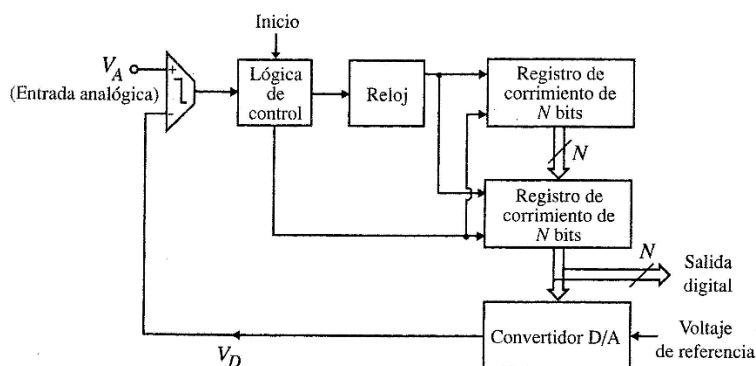 Inicio
V_A
(Entrada analógica)
+
−
Lógica
de
control
Reloj
Registro de
corrimiento de
N bits
N
Registro de
corrimiento de
N bits
N
Salida
digital
Convertidor D/A
Voltaje
de referencia
V_D